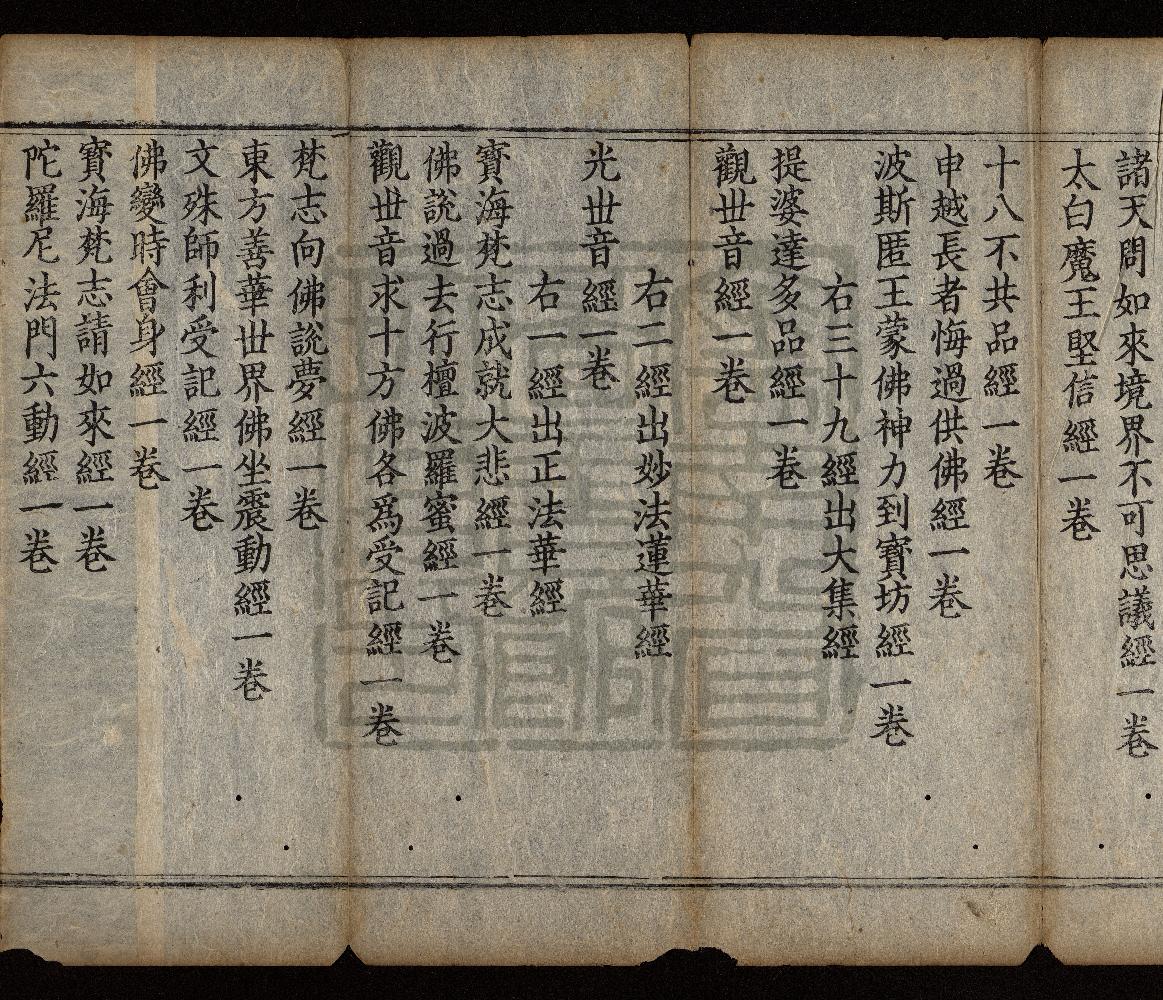 諸天問如來境界不可思議經一卷
太白魔王堅信經一卷
十八不共品經一卷
申越長者悔過供佛經一卷
波斯匿王蒙佛神力到寶坊經一卷
右三十九經出大集經
提婆達多品經一卷
觀世音經一卷
右二經出妙法蓮華經
光世音經一卷
右一經出正法華經
寶海梵志成就大悲經一卷
佛說過去行檀波羅蜜經一卷
觀世音求十方佛各為受記經一卷
梵志向佛說夢經一卷
東方善華世界佛坐震動經一卷
文殊師利受記經一卷
佛變時會身經一卷
寶海梵志請如來經一卷
陀羅尼法門六動經一卷